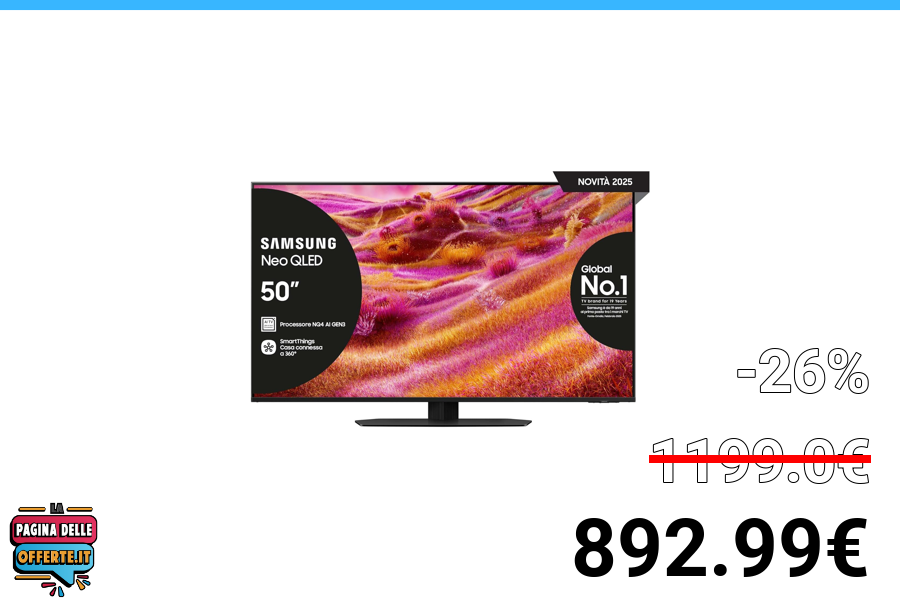 NOVITÀ 2025
SAMSUNG
Neo QLED
50"
Processore NQ4 AI GEN3
SmartThings
Casa connessa
a 360°
Global
No.1
TV brand for 19 Years
-26%
1199.0€
892.99€
LA
PAGINA DELLE
OFFERTE.IT